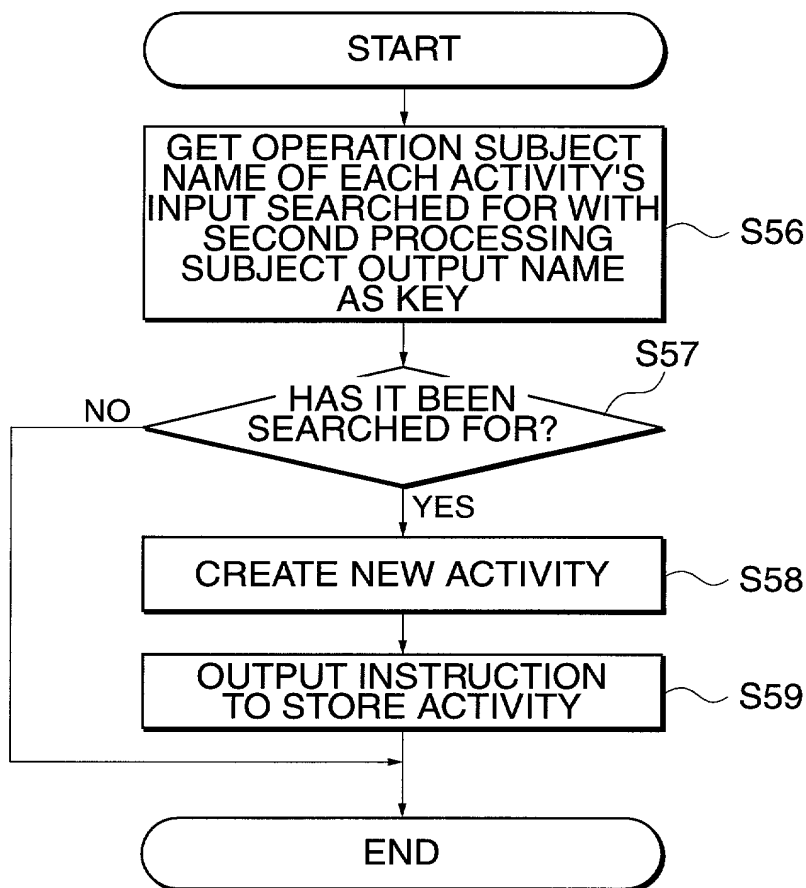 START
GET OPERATION SUBJECT
NAME OF EACH ACTIVITY'S
INPUT SEARCHED FOR WITH
SECOND PROCESSING
SUBJECT OUTPUT NAME
AS KEY
S56
S57
HAS IT BEEN
SEARCHED FOR?
NO
YES
CREATE NEW ACTIVITY
S58
OUTPUT INSTRUCTION
TO STORE ACTIVITY
S59
END